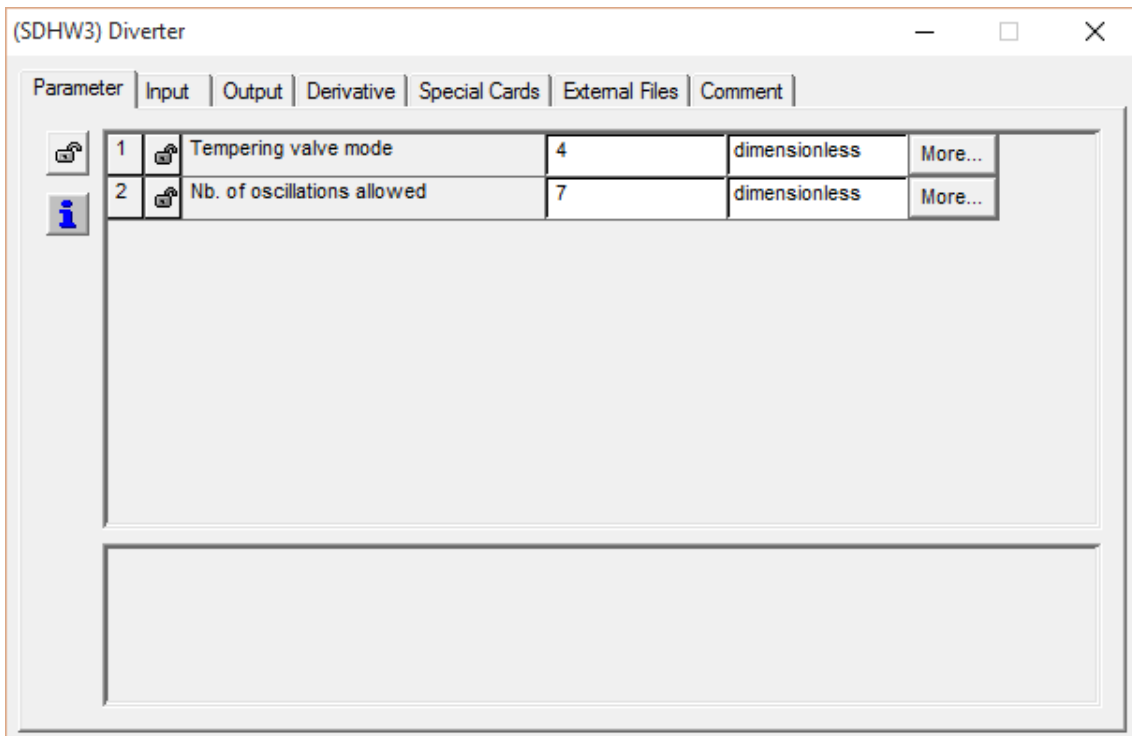 (SDHW3) Diverter
Parameter Input Output Derivative Special Cards External Files Comment
1 Tempering valve mode 4 dimensionless More...
2 Nb. of oscillations allowed 7 dimensionless More...